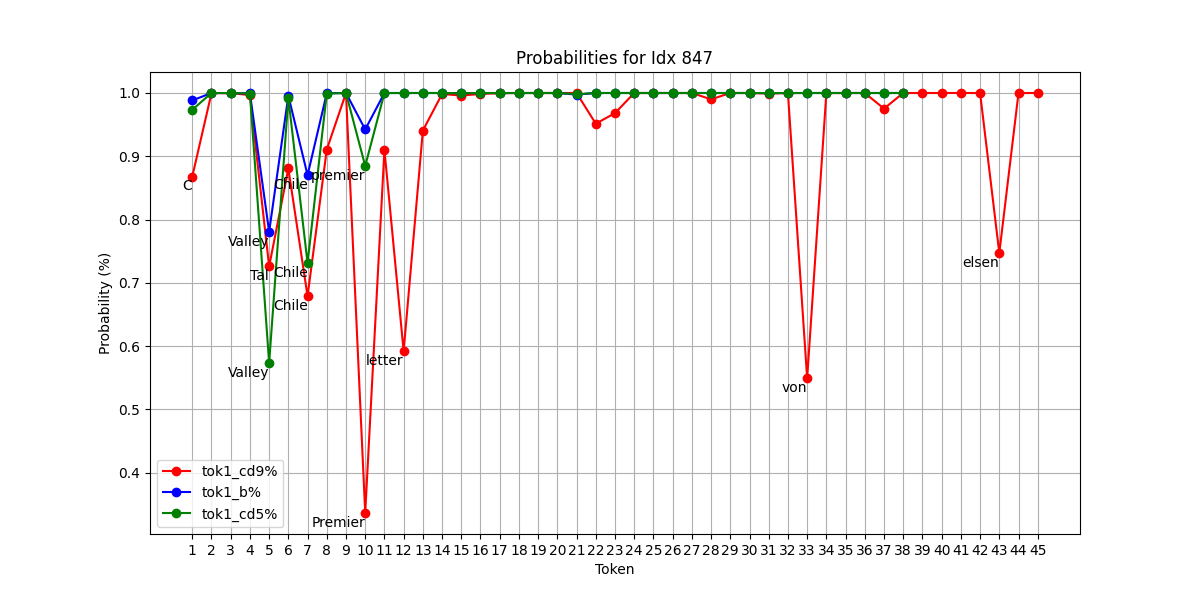 Probabilities for Idx 847
Probability (%)
1.0
0.9
0.8
0.7
0.6
0.5
0.4
C
Valley
Tal
Valley
Chile
Chile
Chile
premier
Premier
letter
von
elsen
tok1_cd9%
tok1_b%
tok1_cd5%
1 2 3 4 5 6 7 8 9 10 11 12 13 14 15 16 17 18 19 20 21 22 23 24 25 26 27 28 29 30 31 32 33 34 35 36 37 38 39 40 41 42 43 44 45
Token